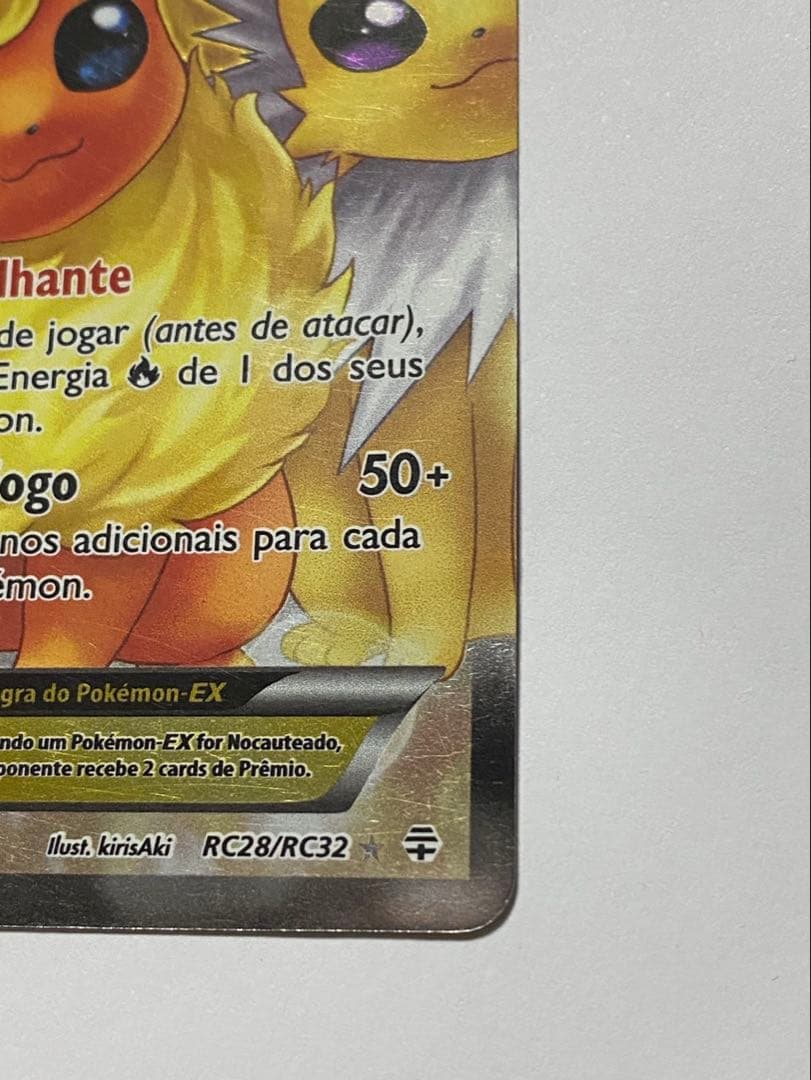 lhante
de jogar (antes de atacar),
Energia de 1 dos seus
on.
ogo 50+
nos adicionais para cada
émon.
gra do Pokémon-EX
ndo um Pokémon-EX for Nocauteado,
ponente recebe 2 cards de Prêmio.
Ilust. kirisAki RC28/RC32